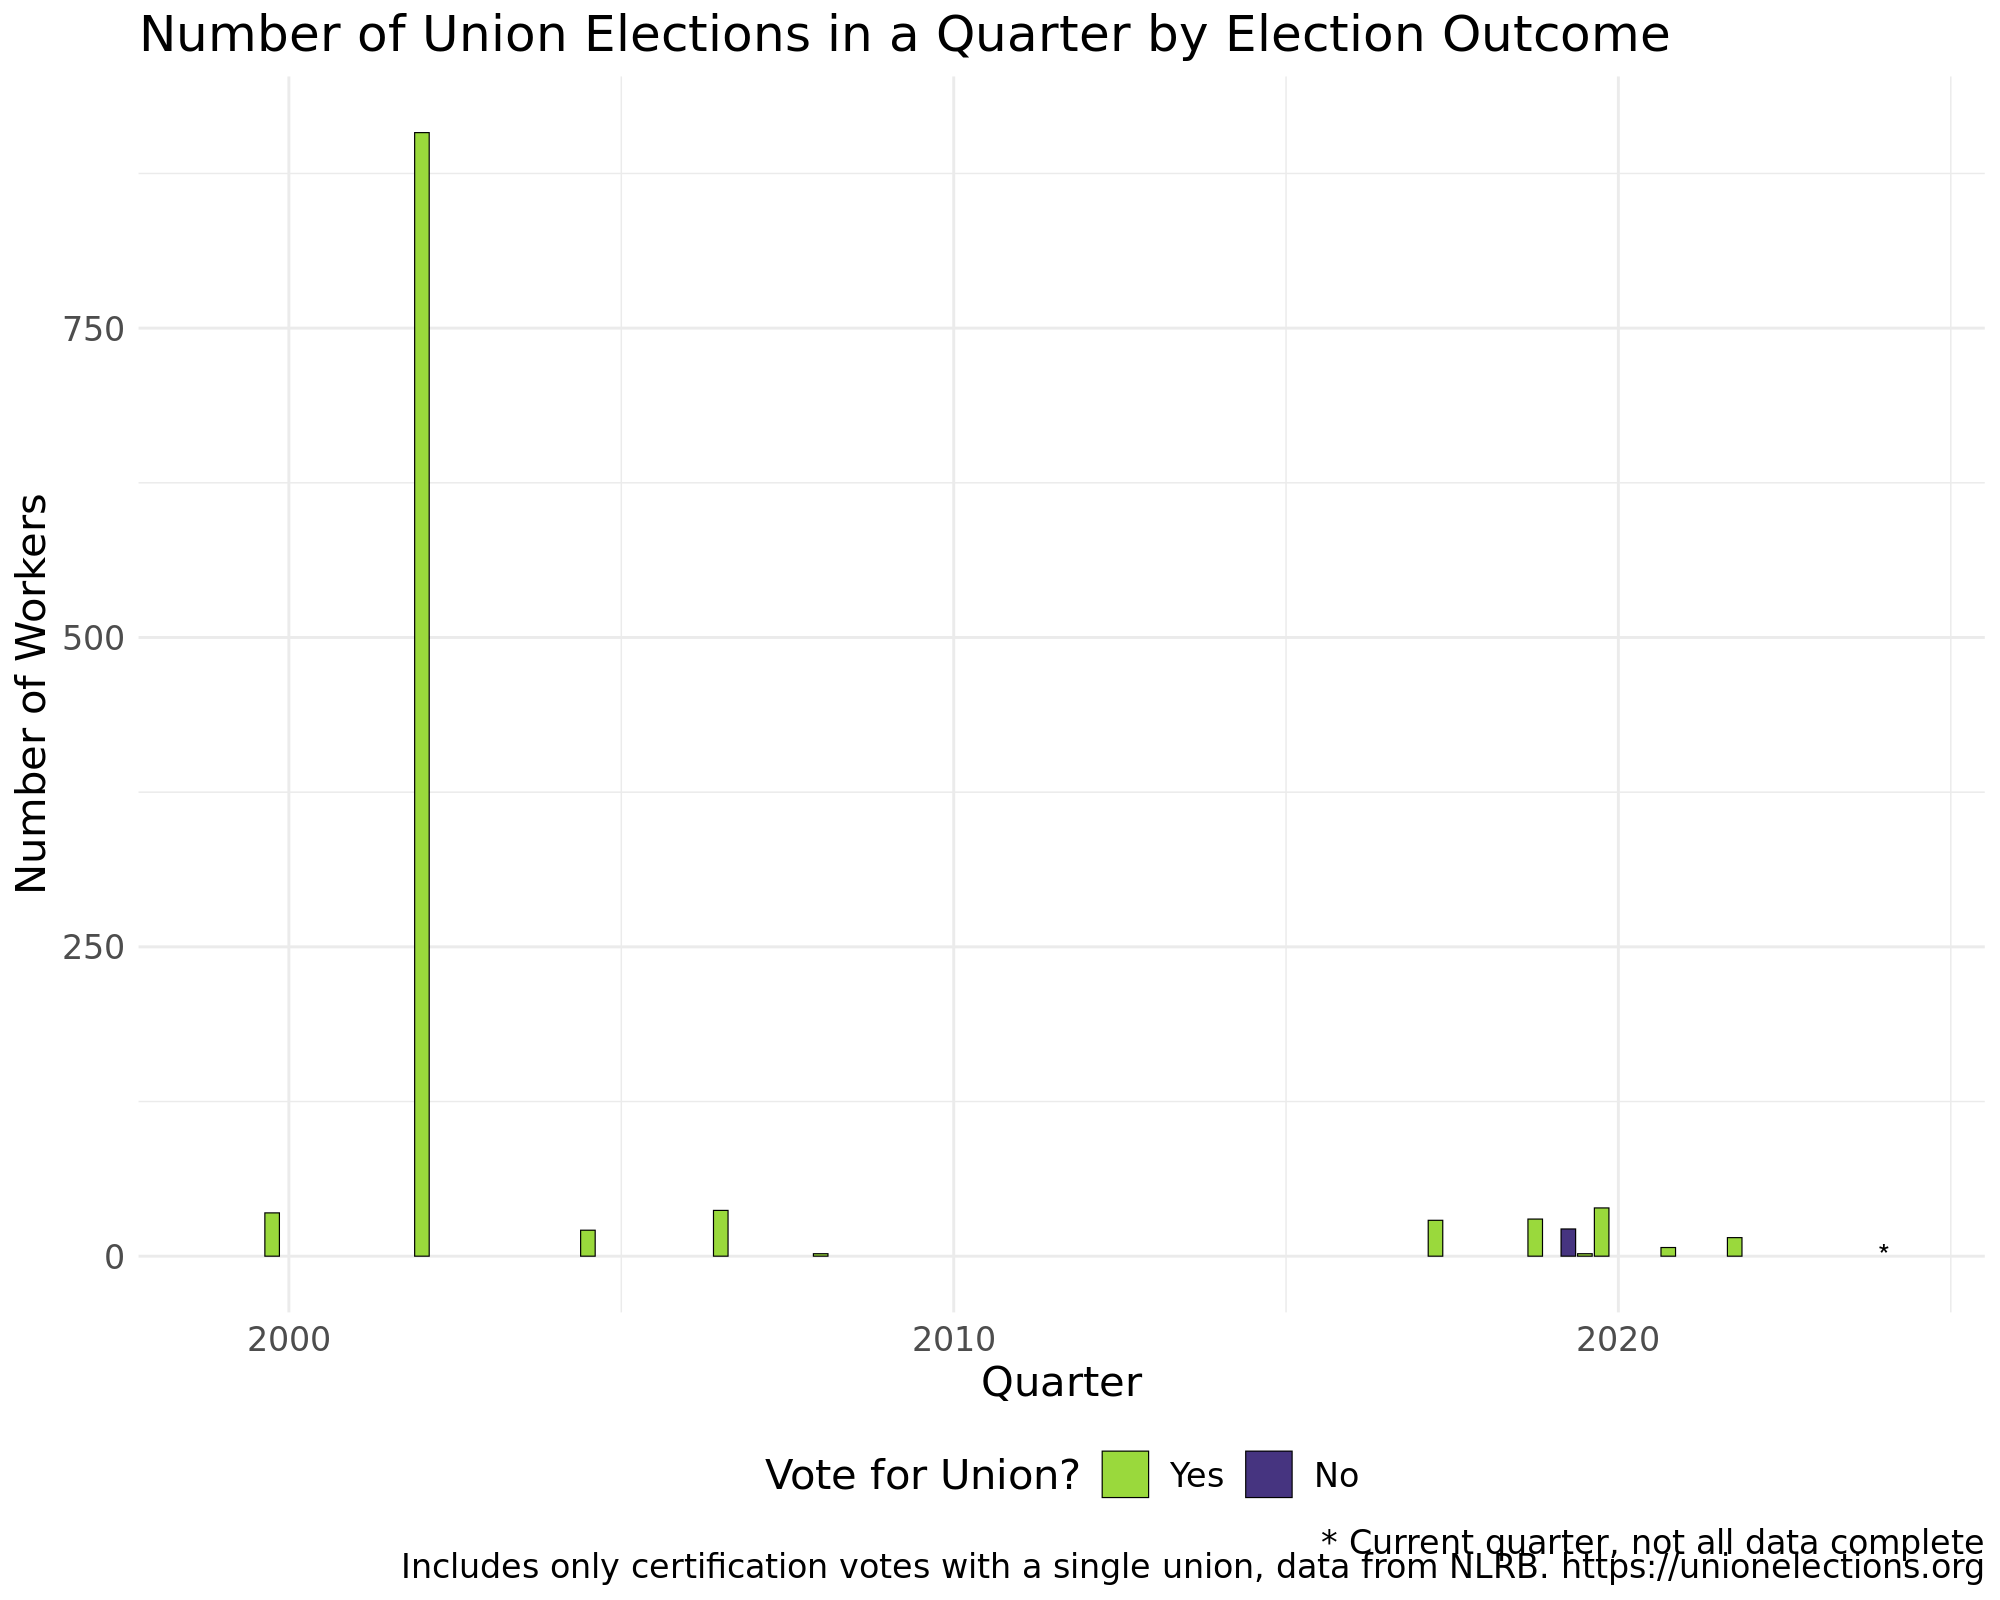 Number of Union Elections in a Quarter by Election Outcome
Number of Workers
750
500
250
0
*
2000 2010 2020
Quarter
Vote for Union? Yes No
* Current quarter, not all data complete
Includes only certification votes with a single union, data from NLRB. https://unionelections.org